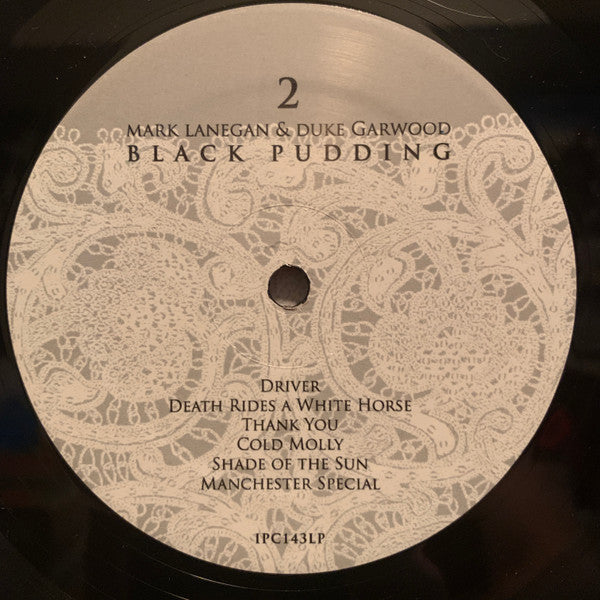 2
MARK LANEGAN & DUKE GARWOOD
BLACK PUDDING
DRIVER
DEATH RIDES A WHITE HORSE
THANK YOU
COLD MOLLY
SHADE OF THE SUN
MANCHESTER SPECIAL
IPC143LP